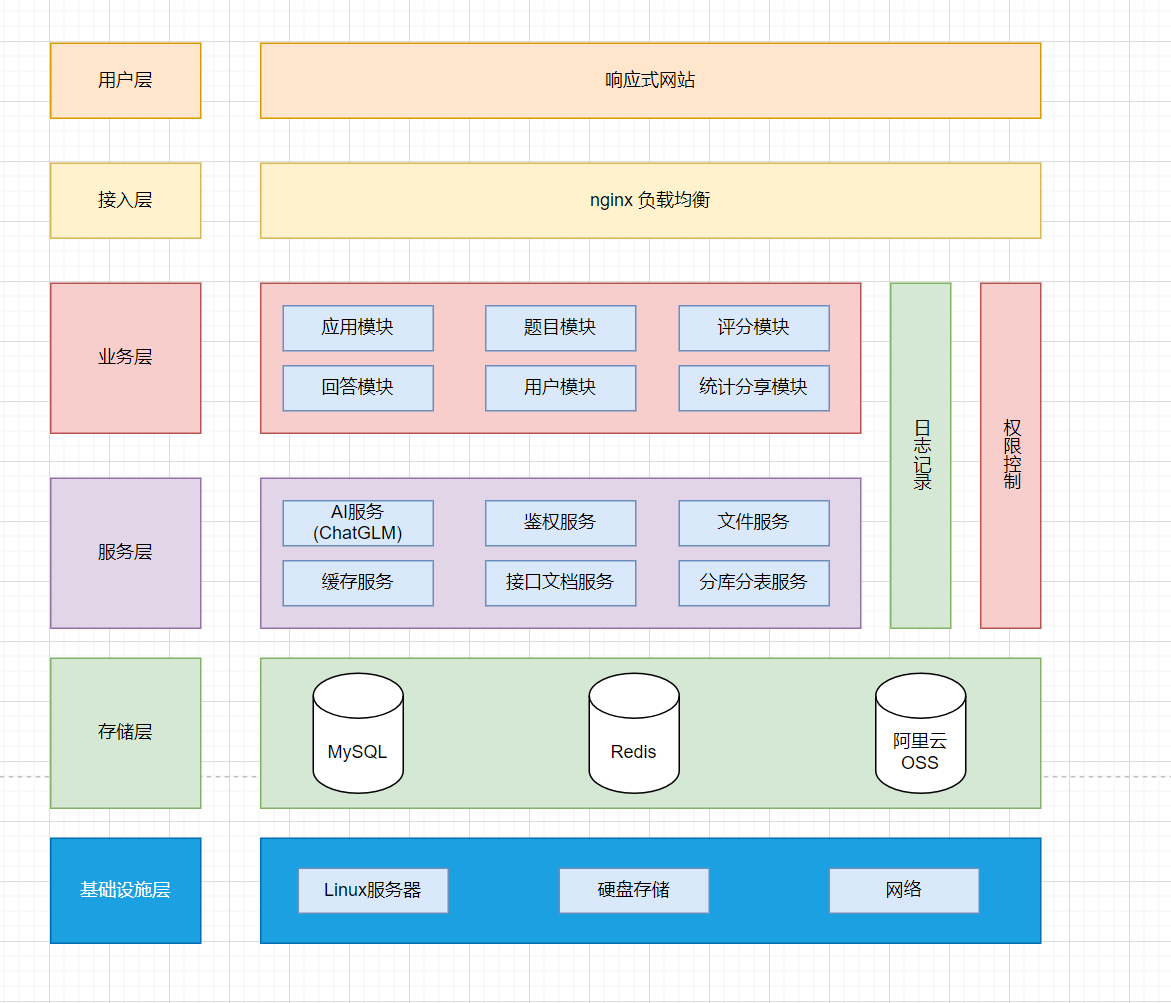 用户层
响应式网站
接入层
nginx 负载均衡
业务层
应用模块
题目模块
评分模块
回答模块
用户模块
统计分享模块
日志记录
权限控制
服务层
AI服务
(ChatGLM)
鉴权服务
文件服务
缓存服务
接口文档服务
分库分表服务
存储层
MySQL
Redis
阿里云
OSS
基础设施层
Linux服务器
硬盘存储
网络